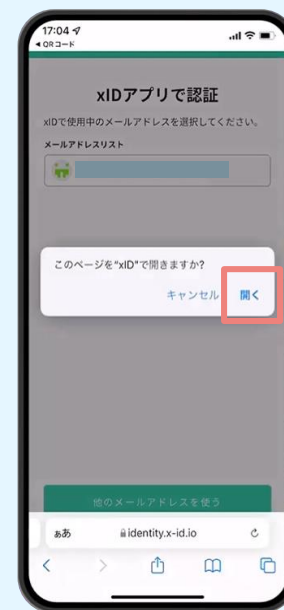 17:04
◀ QRコード
xIDアプリで認証
xIDで使用中のメールアドレスを選択してください。
メールアドレスリスト
このページを"xID"で開きますか?
キャンセル 開く
他のメールアドレスを使う
ぁあ identity.x-id.io